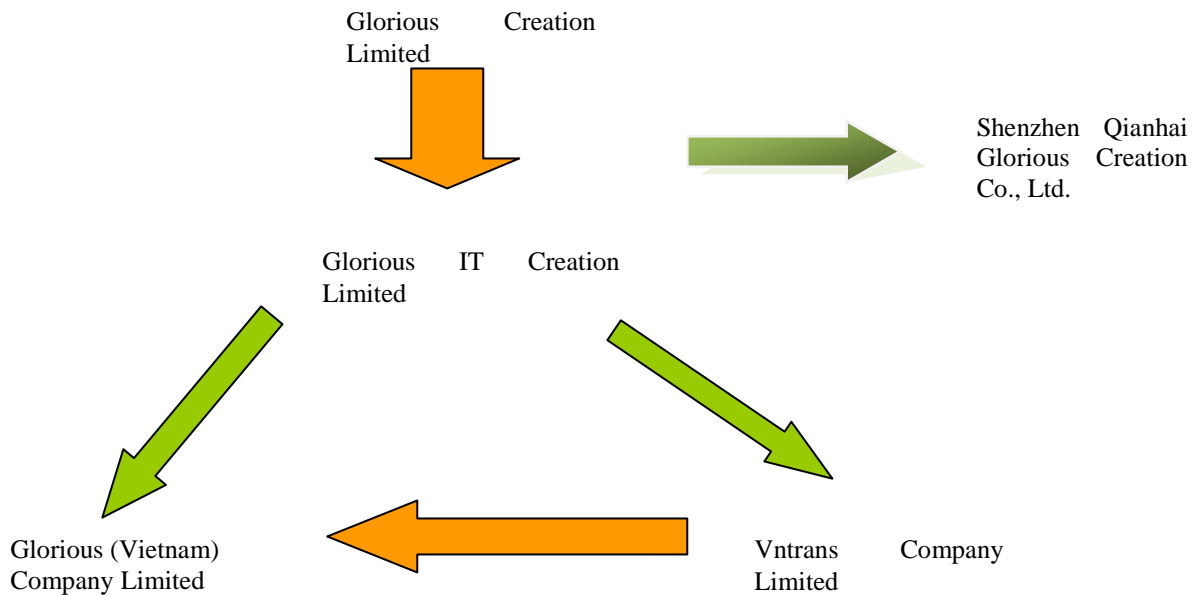 Glorious Creation
Limited
Shenzhen Qianhai
Glorious Creation
Co., Ltd.
Glorious IT Creation
Limited
Glorious (Vietnam)
Company Limited
Vntrans Company
Limited